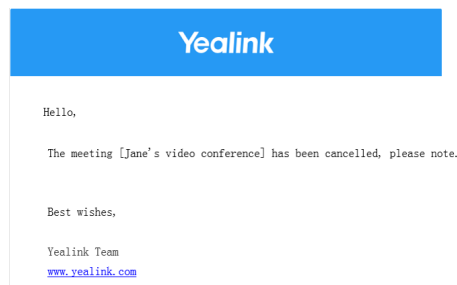 Yealink
Hello,
The meeting [Jane's video conference] has been cancelled, please note.
Best wishes,
Yealink Team
www.yealink.com